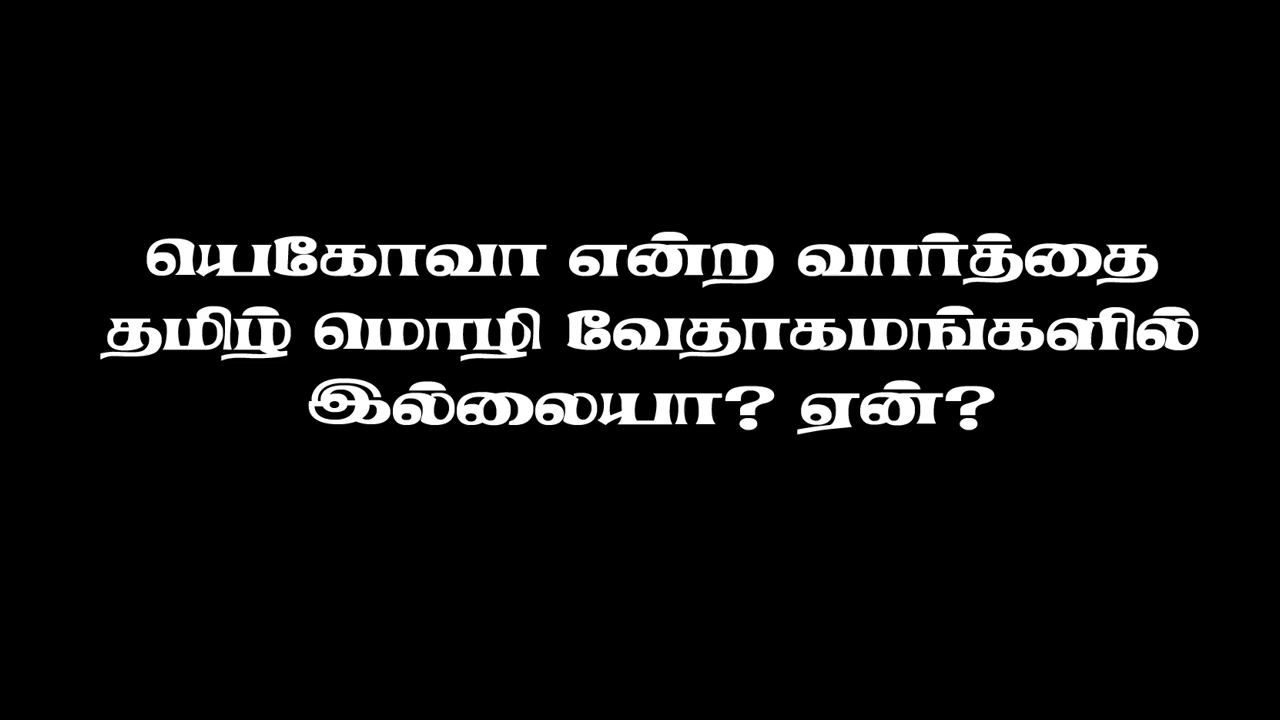 யெகோவா என்ற வார்த்தை
தமிழ் மொழி வேதாகமங்களில்
இல்லையா? ஏன்?